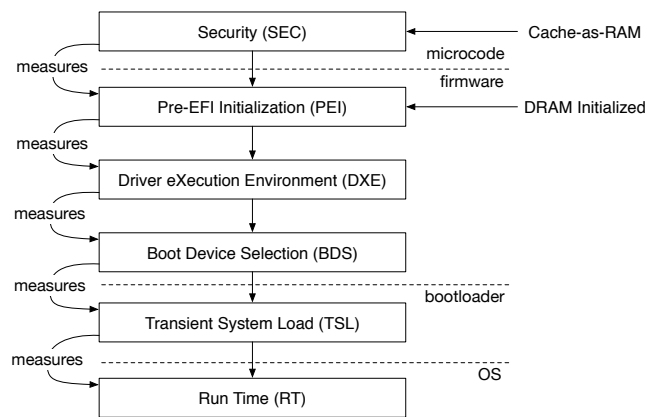 Security (SEC)
Cache-as-RAM
microcode
measures
firmware
Pre-EFI Initialization (PEI)
DRAM Initialized
measures
Driver eXecution Environment (DXE)
measures
Boot Device Selection (BDS)
measures
bootloader
Transient System Load (TSL)
measures
OS
Run Time (RT)